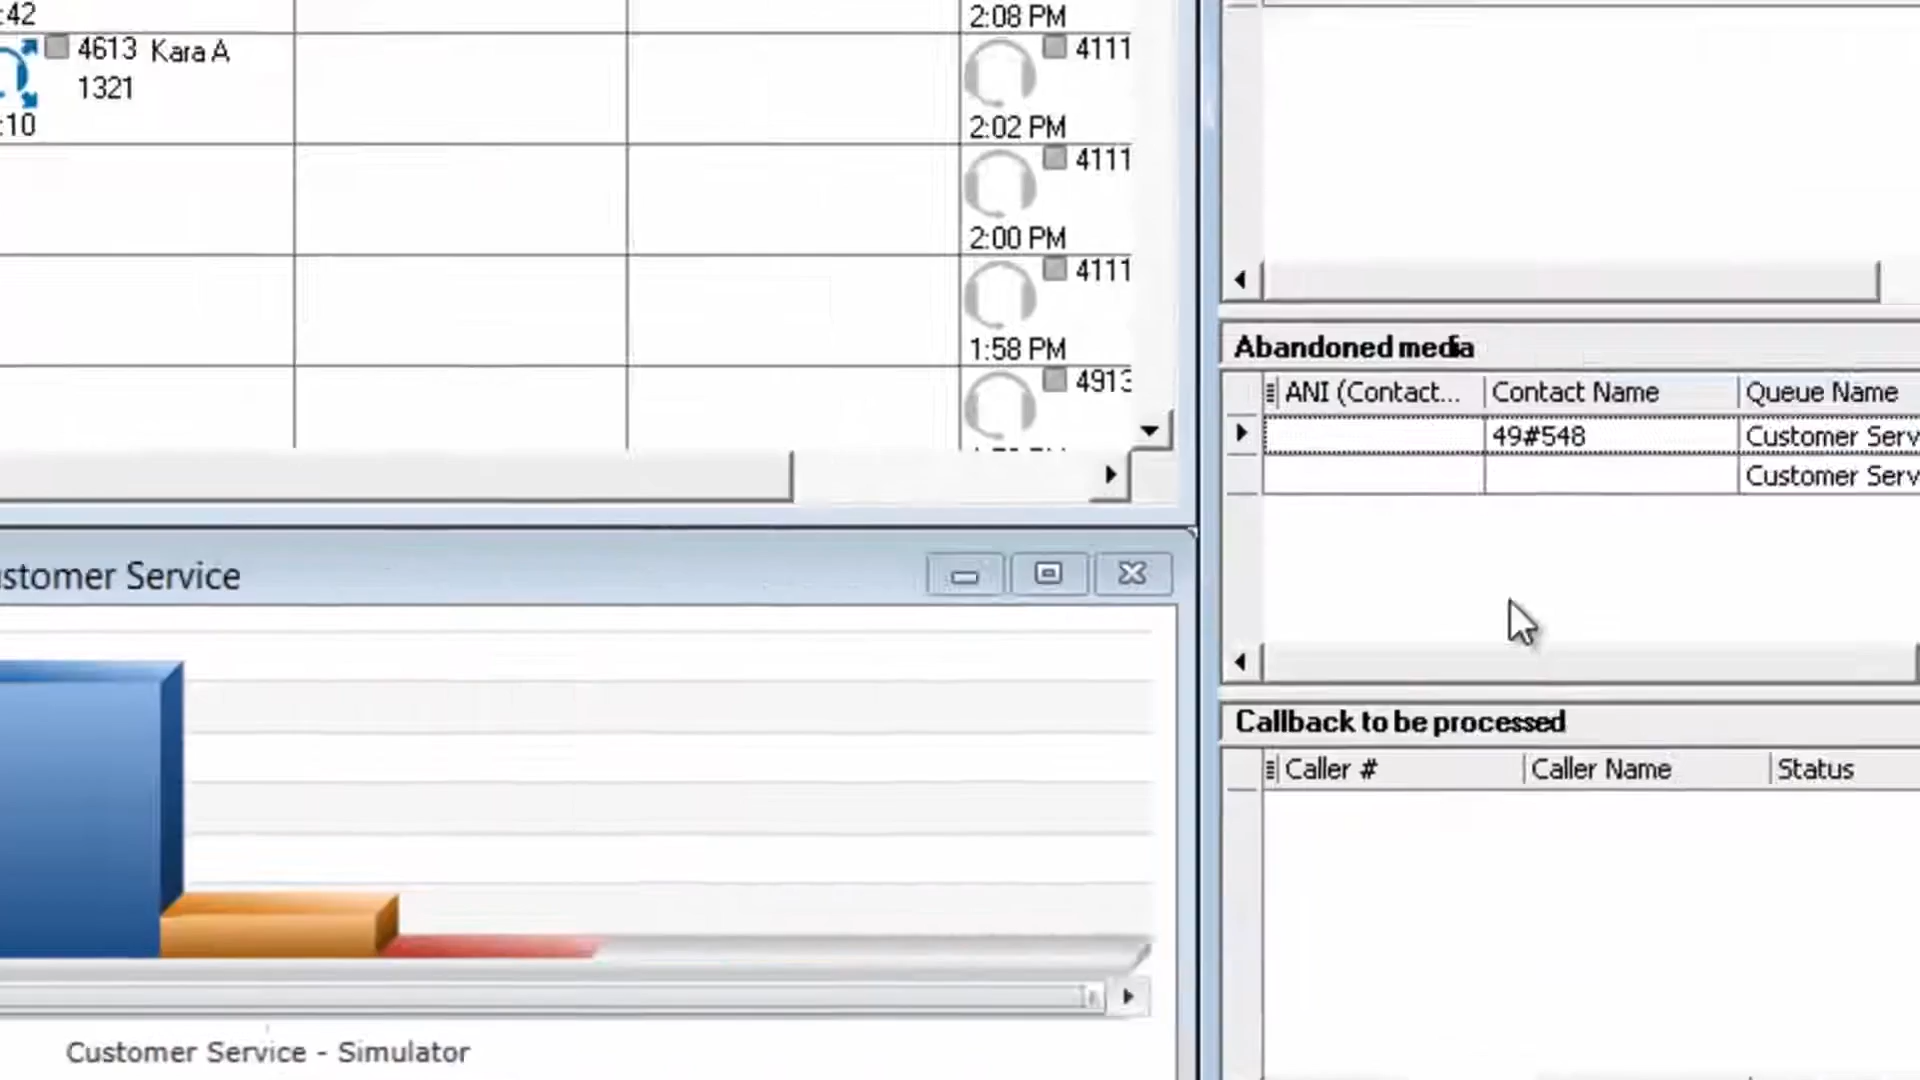 :42
4613 Kara A
1321
:10
2:08 PM
4111
2:02 PM
4111
2:00 PM
4111
1:58 PM
4913
Abandoned media
ANI (Contact... Contact Name Queue Name
49#548 Customer Serv
Customer Serv
stomer Service
Customer Service - Simulator
Callback to be processed
Caller # Caller Name Status